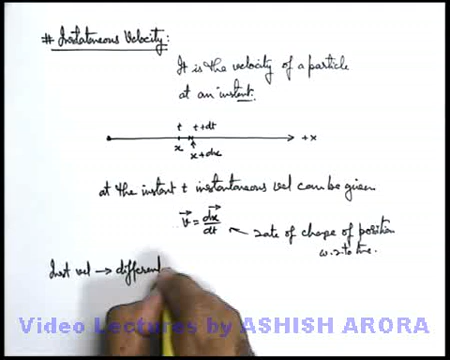 # Instataneous Velocity:
It is the velocity of a particle
at an instant.
t t+dt
x x+dx +x
at the instant t instantaneous vel can be given
v = dx/dt rate of change of position
w.r. to time.
Inst vel → different
Video Lectures by ASHISH ARORA